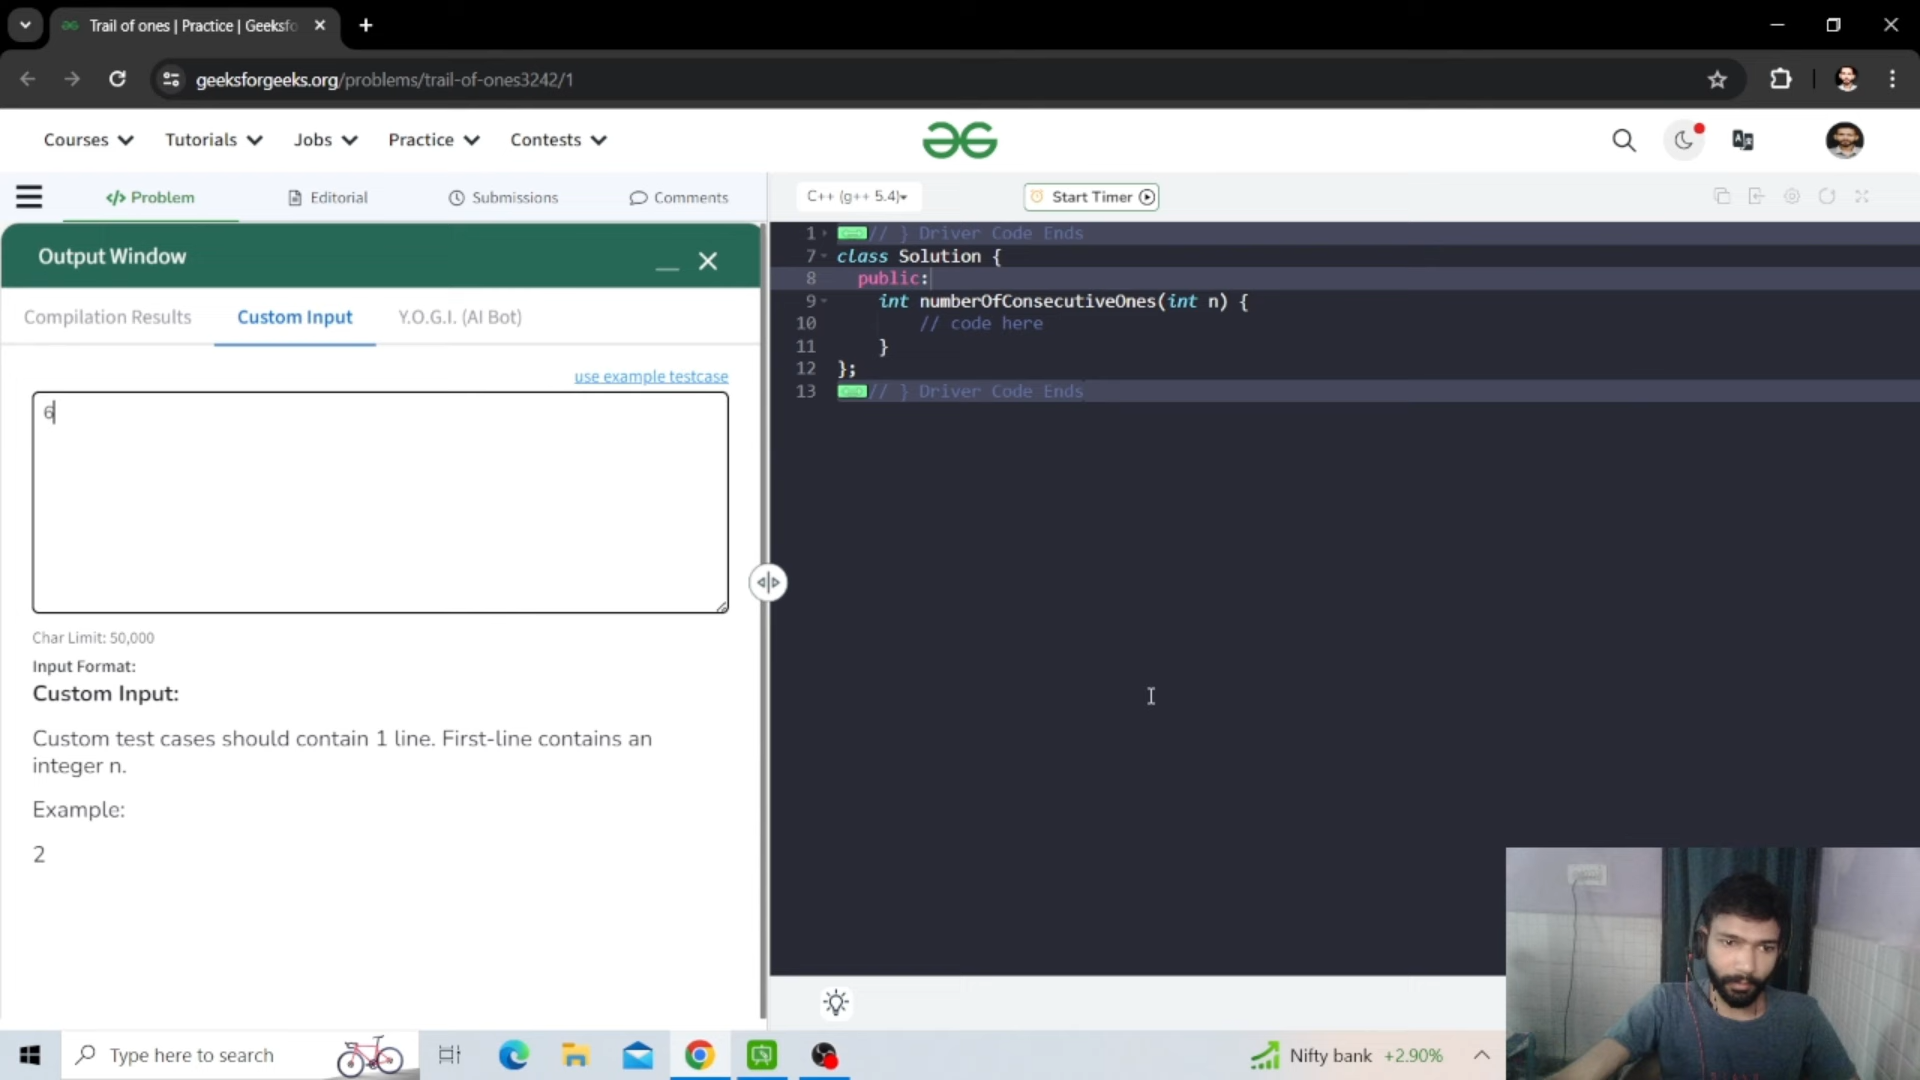 Trail of ones | Practice | Geeksfo
geeksforgeeks.org/problems/trail-of-ones3242/1
Courses Tutorials Jobs Practice Contests
</> Problem Editorial Submissions Comments
C++ (g++ 5.4) Start Timer
Output Window
Compilation Results Custom Input Y.O.G.I. (AI Bot)
use example testcase
6
Char Limit: 50,000
Input Format:
Custom Input:
Custom test cases should contain 1 line. First-line contains an
integer n.
Example:
2
1 // } Driver Code Ends
7 class Solution {
8 public:
9 int numberOfConsecutiveOnes(int n) {
10 // code here
11 }
12 };
13 // } Driver Code Ends
Type here to search
Nifty bank +2.90%